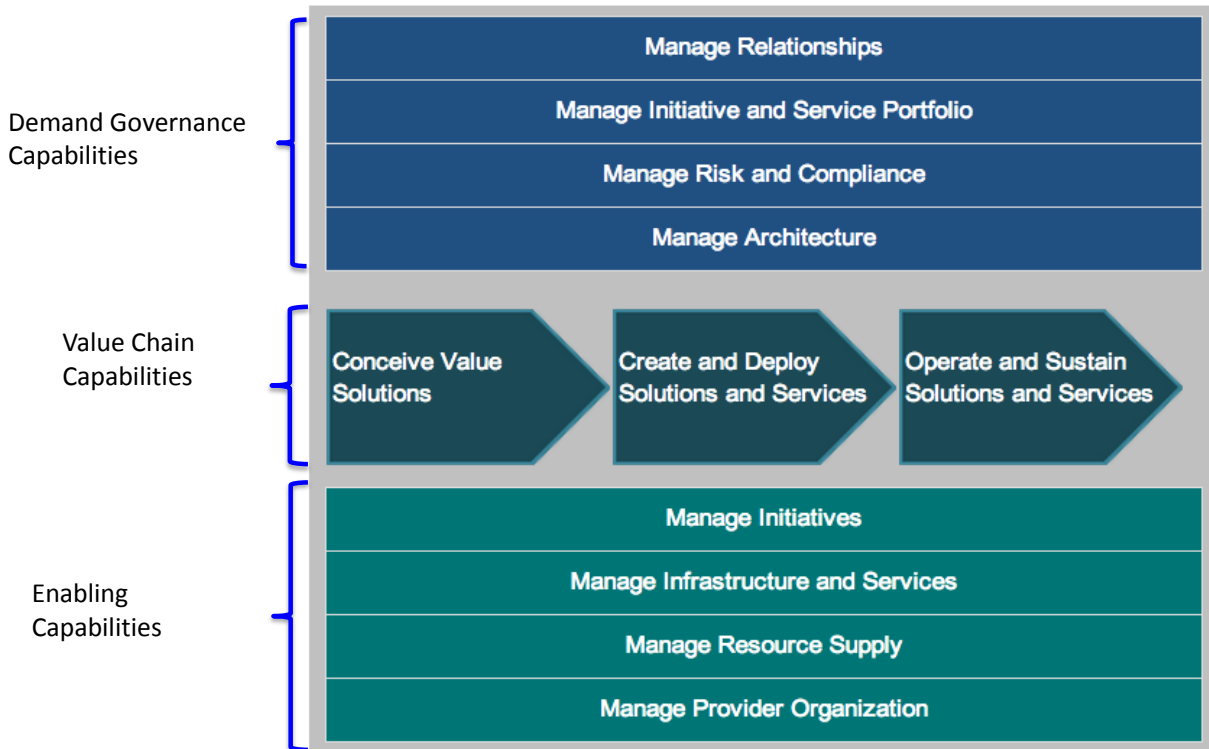 Demand Governance
Capabilities
Manage Relationships
Manage Initiative and Service Portfolio
Manage Risk and Compliance
Manage Architecture
Value Chain
Capabilities
Conceive Value
Solutions
Create and Deploy
Solutions and Services
Operate and Sustain
Solutions and Services
Enabling
Capabilities
Manage Initiatives
Manage Infrastructure and Services
Manage Resource Supply
Manage Provider Organization